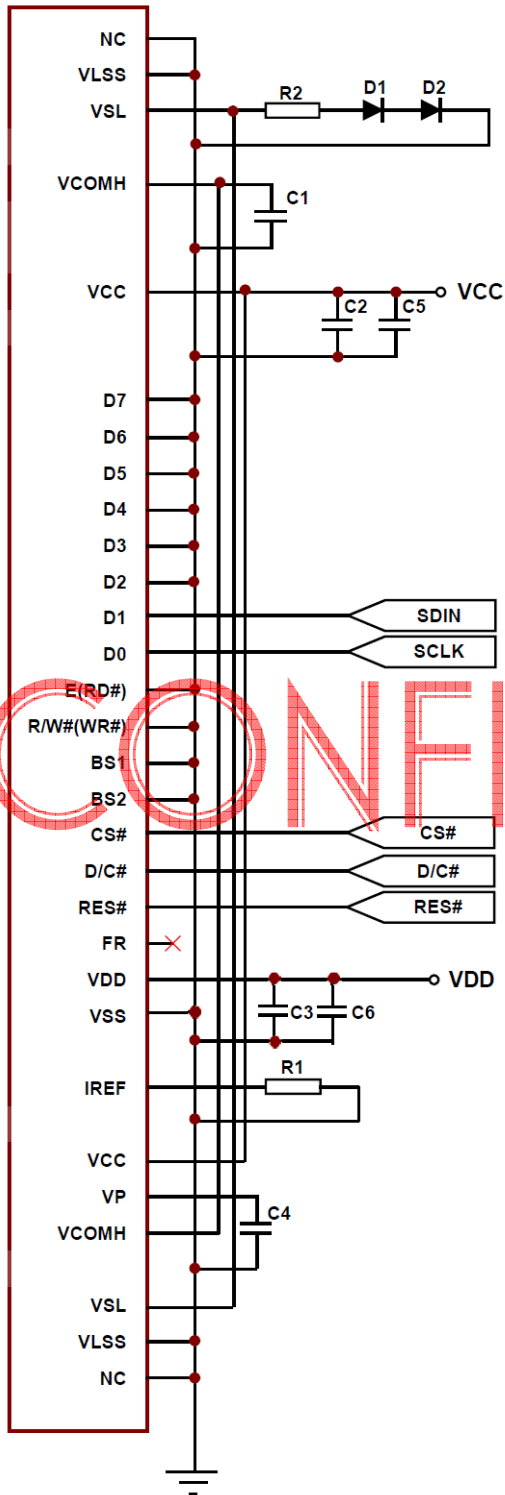 NC
VLSS
VSL
R2
D1
D2
VCOMH
C1
VCC
C2
C5
VCC
D7
D6
D5
D4
D3
D2
D1
SDIN
D0
SCLK
E(RD#)
R/W#(WR#)
BS1
BS2
CONFI
CS#
CS#
D/C#
D/C#
RES#
RES#
FR
VDD
C3
C6
VDD
VSS
IREF
R1
VCC
VP
C4
VCOMH
VSL
VLSS
NC